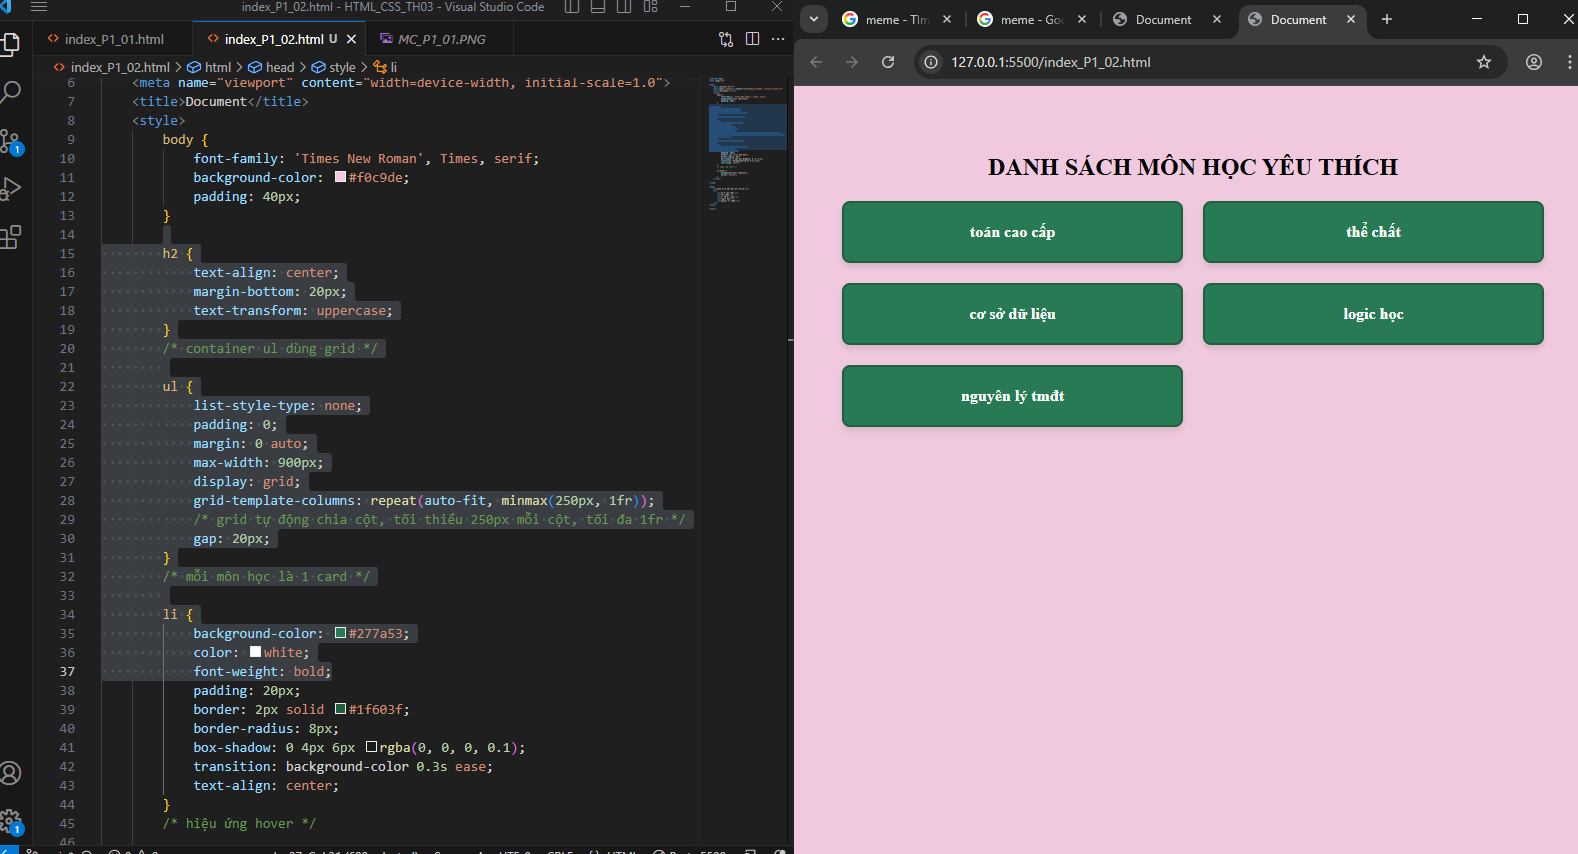 index_P1_02.html - HTML_CSS_TH03 - Visual Studio Code
index_P1_01.html
index_P1_02.html U
MC_P1_01.PNG
index_P1_02.html > html > head > style > li
6 <meta name="viewport" content="width=device-width, initial-scale=1.0">
7 <title>Document</title>
8 <style>
9 body {
10 font-family: 'Times New Roman', Times, serif;
11 background-color: #f0c9de;
12 padding: 40px;
13 }
14
15 h2 {
16 text-align: center;
17 margin-bottom: 20px;
18 text-transform: uppercase;
19 }
20 /* container ul dùng grid */
21
22 ul {
23 list-style-type: none;
24 padding: 0;
25 margin: 0 auto;
26 max-width: 900px;
27 display: grid;
28 grid-template-columns: repeat(auto-fit, minmax(250px, 1fr));
29 /* grid tự động chia cột, tối thiểu 250px mỗi cột, tối đa 1fr */
30 gap: 20px;
31 }
32 /* mỗi môn học là 1 card */
33
34 li {
35 background-color: #277a53;
36 color: white;
37 font-weight: bold;
38 padding: 20px;
39 border: 2px solid #1f603f;
40 border-radius: 8px;
41 box-shadow: 0 4px 6px rgba(0, 0, 0, 0.1);
42 transition: background-color 0.3s ease;
43 text-align: center;
44 }
45 /* hiệu ứng hover */
46
1
1
meme - Tìm
meme - Goo
Document
Document
127.0.0.1:5500/index_P1_02.html
DANH SÁCH MÔN HỌC YÊU THÍCH
toán cao cấp
thể chất
cơ sở dữ liệu
logic học
nguyên lý tmđt